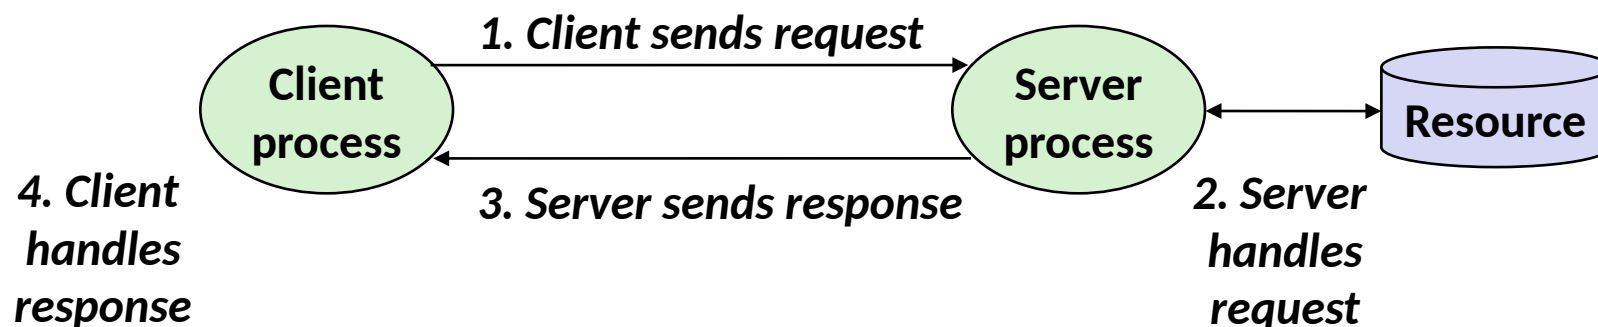 1. Client sends request
Client
process
Server
process
Resource
3. Server sends response
4. Client
handles
response
2. Server
handles
request